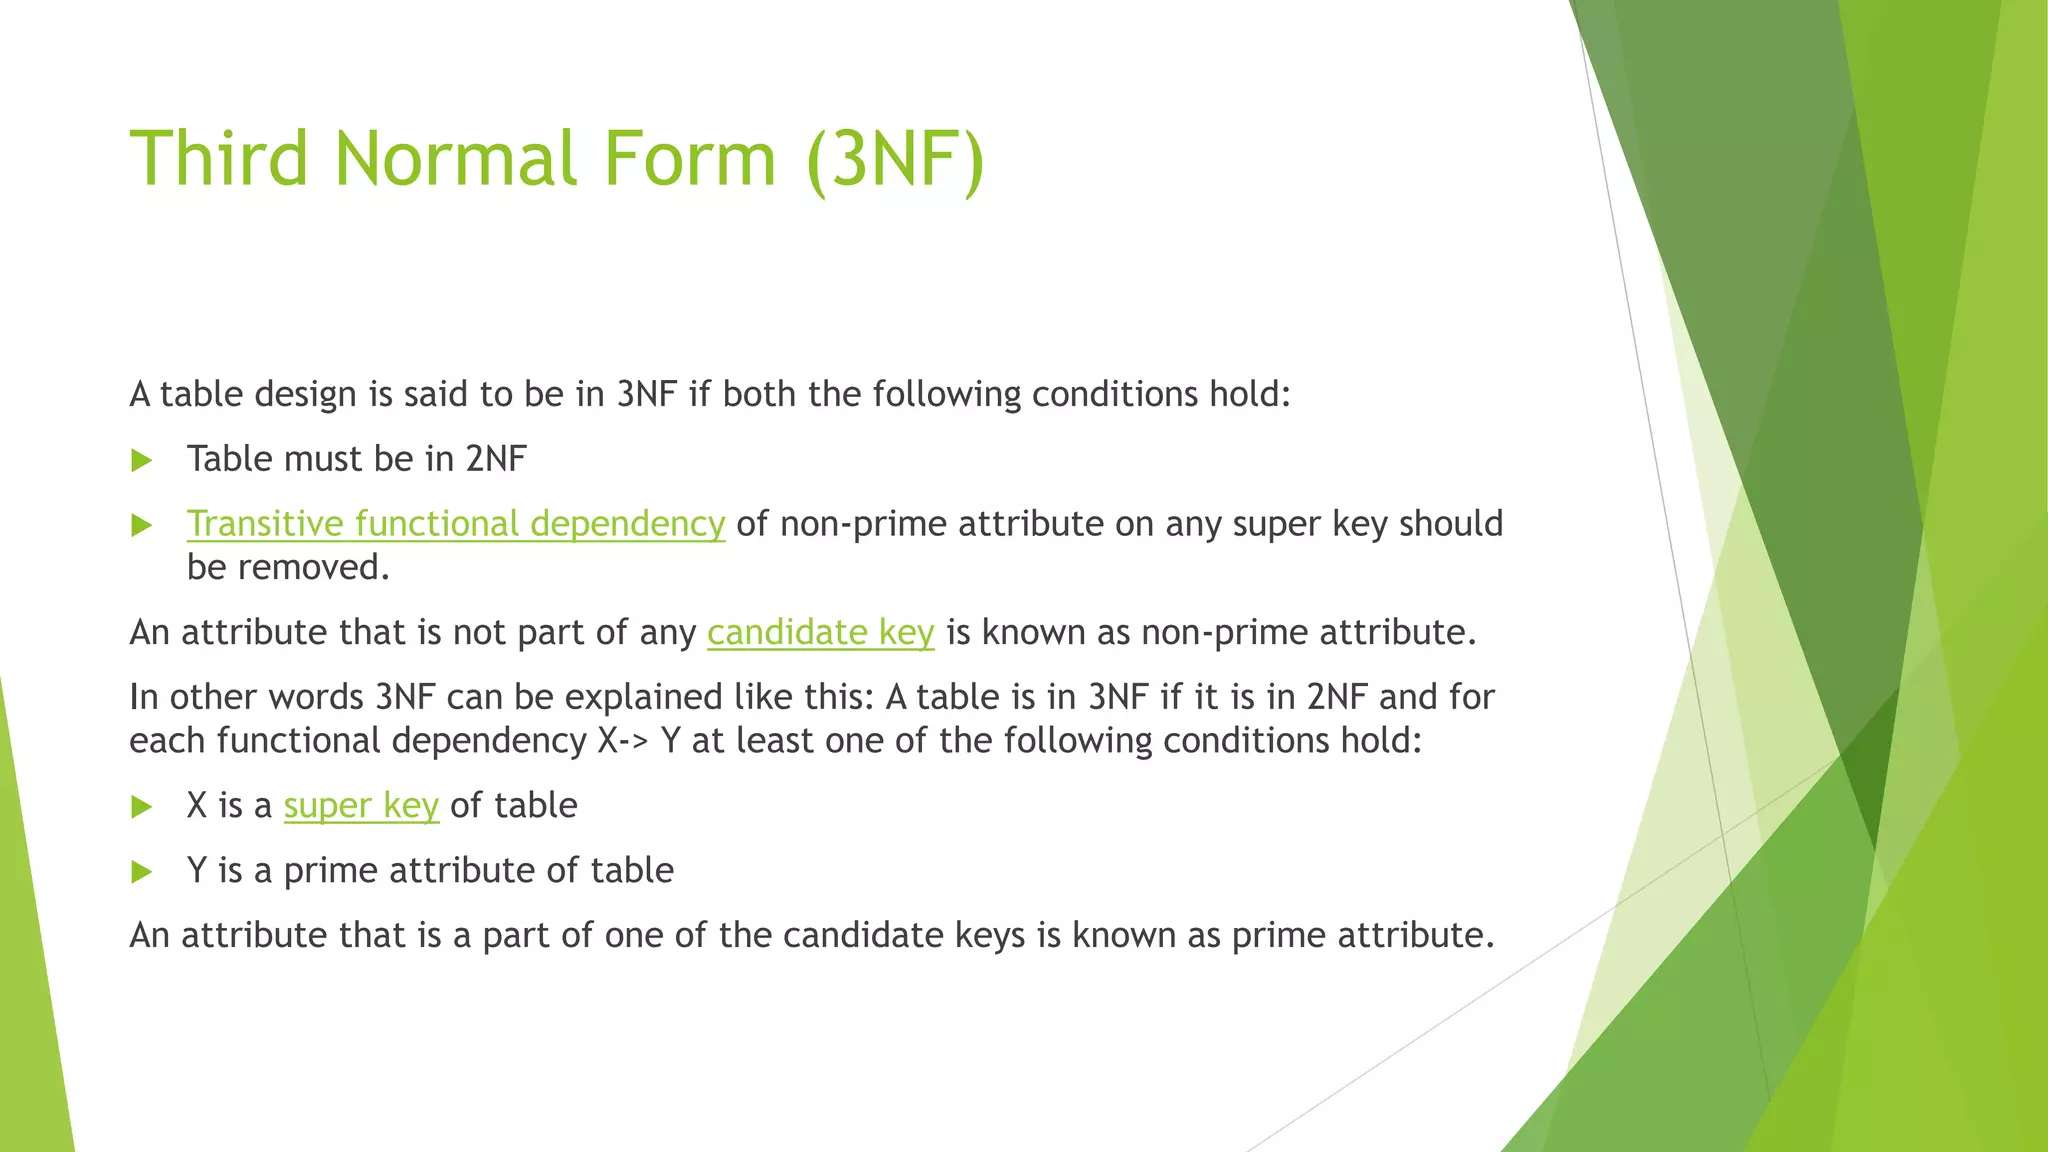 Third Normal Form (3NF)
A table design is said to be in 3NF if both the following conditions hold:
Table must be in 2NF
Transitive functional dependency of non-prime attribute on any super key should
be removed.
An attribute that is not part of any candidate key is known as non-prime attribute.
In other words 3NF can be explained like this: A table is in 3NF if it is in 2NF and for
each functional dependency X-> Y at least one of the following conditions hold:
X is a super key of table
Y is a prime attribute of table
An attribute that is a part of one of the candidate keys is known as prime attribute.